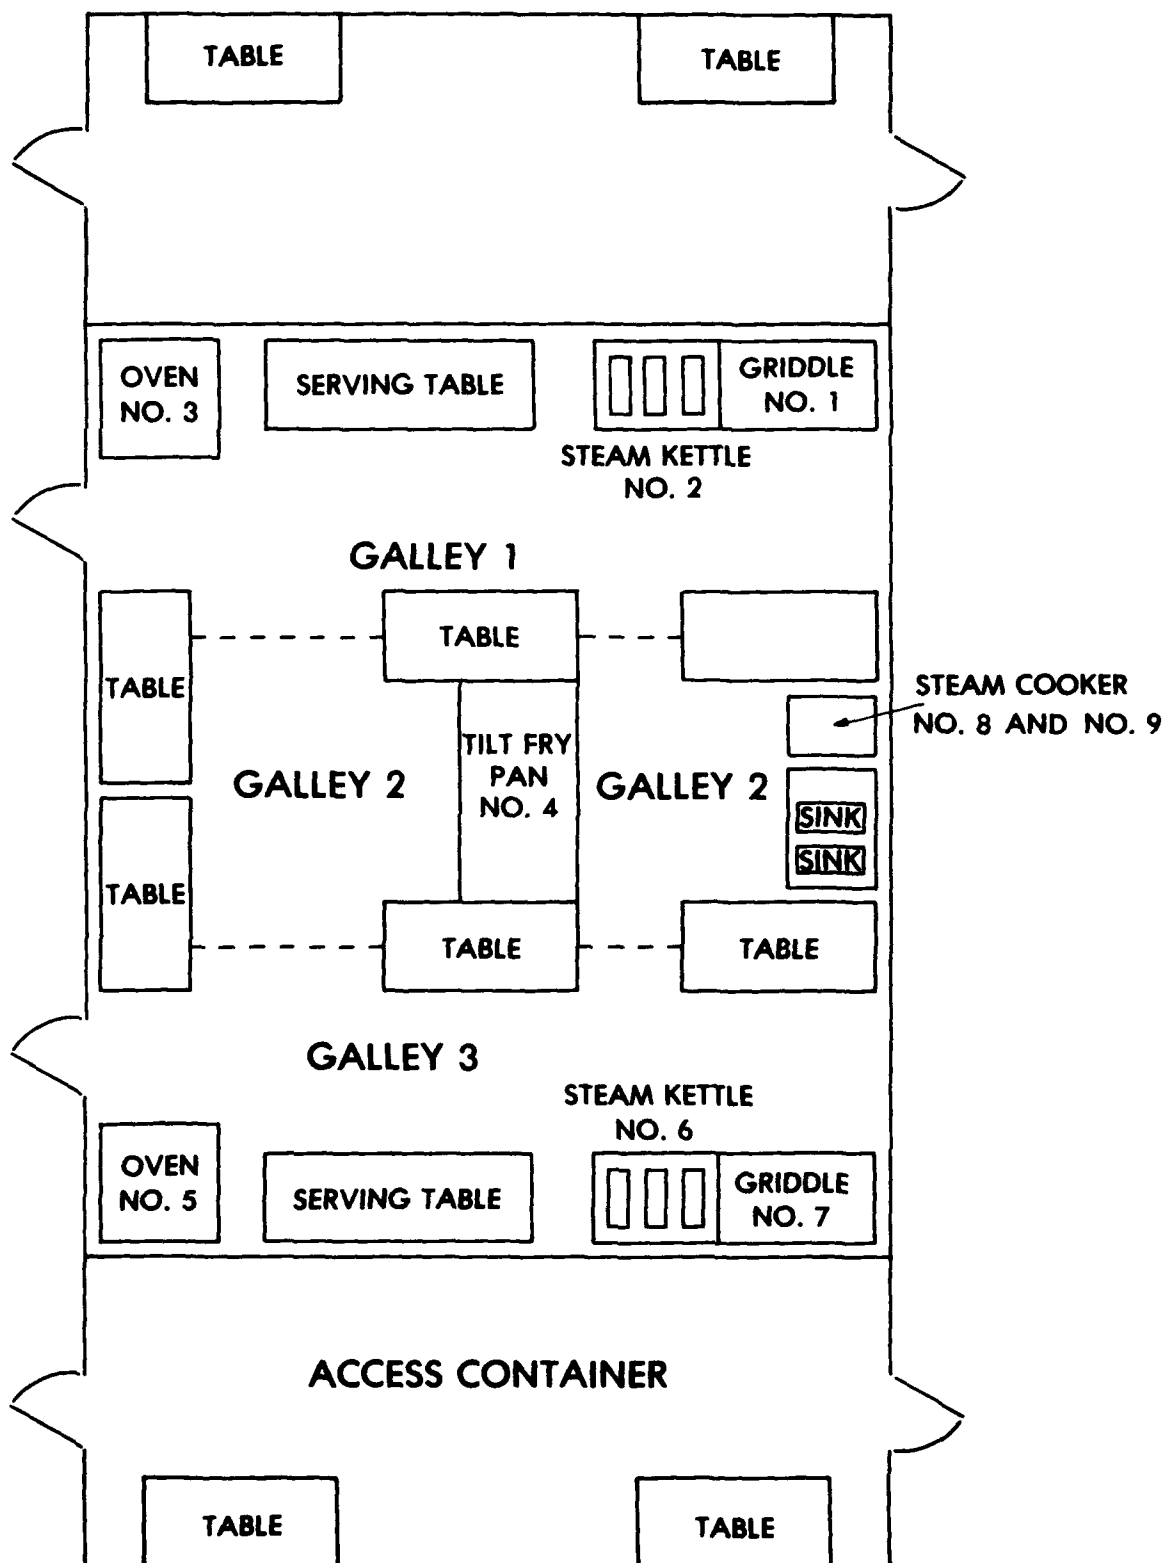 TABLE
TABLE
OVEN
NO. 3
SERVING TABLE
GRIDDLE
NO. 1
STEAM KETTLE
NO. 2
GALLEY 1
TABLE
TABLE
STEAM COOKER
NO. 8 AND NO. 9
TILT FRY
PAN
NO. 4
GALLEY 2
GALLEY 2
SINK
SINK
TABLE
TABLE
TABLE
GALLEY 3
STEAM KETTLE
NO. 6
OVEN
NO. 5
SERVING TABLE
GRIDDLE
NO. 7
ACCESS CONTAINER
TABLE
TABLE